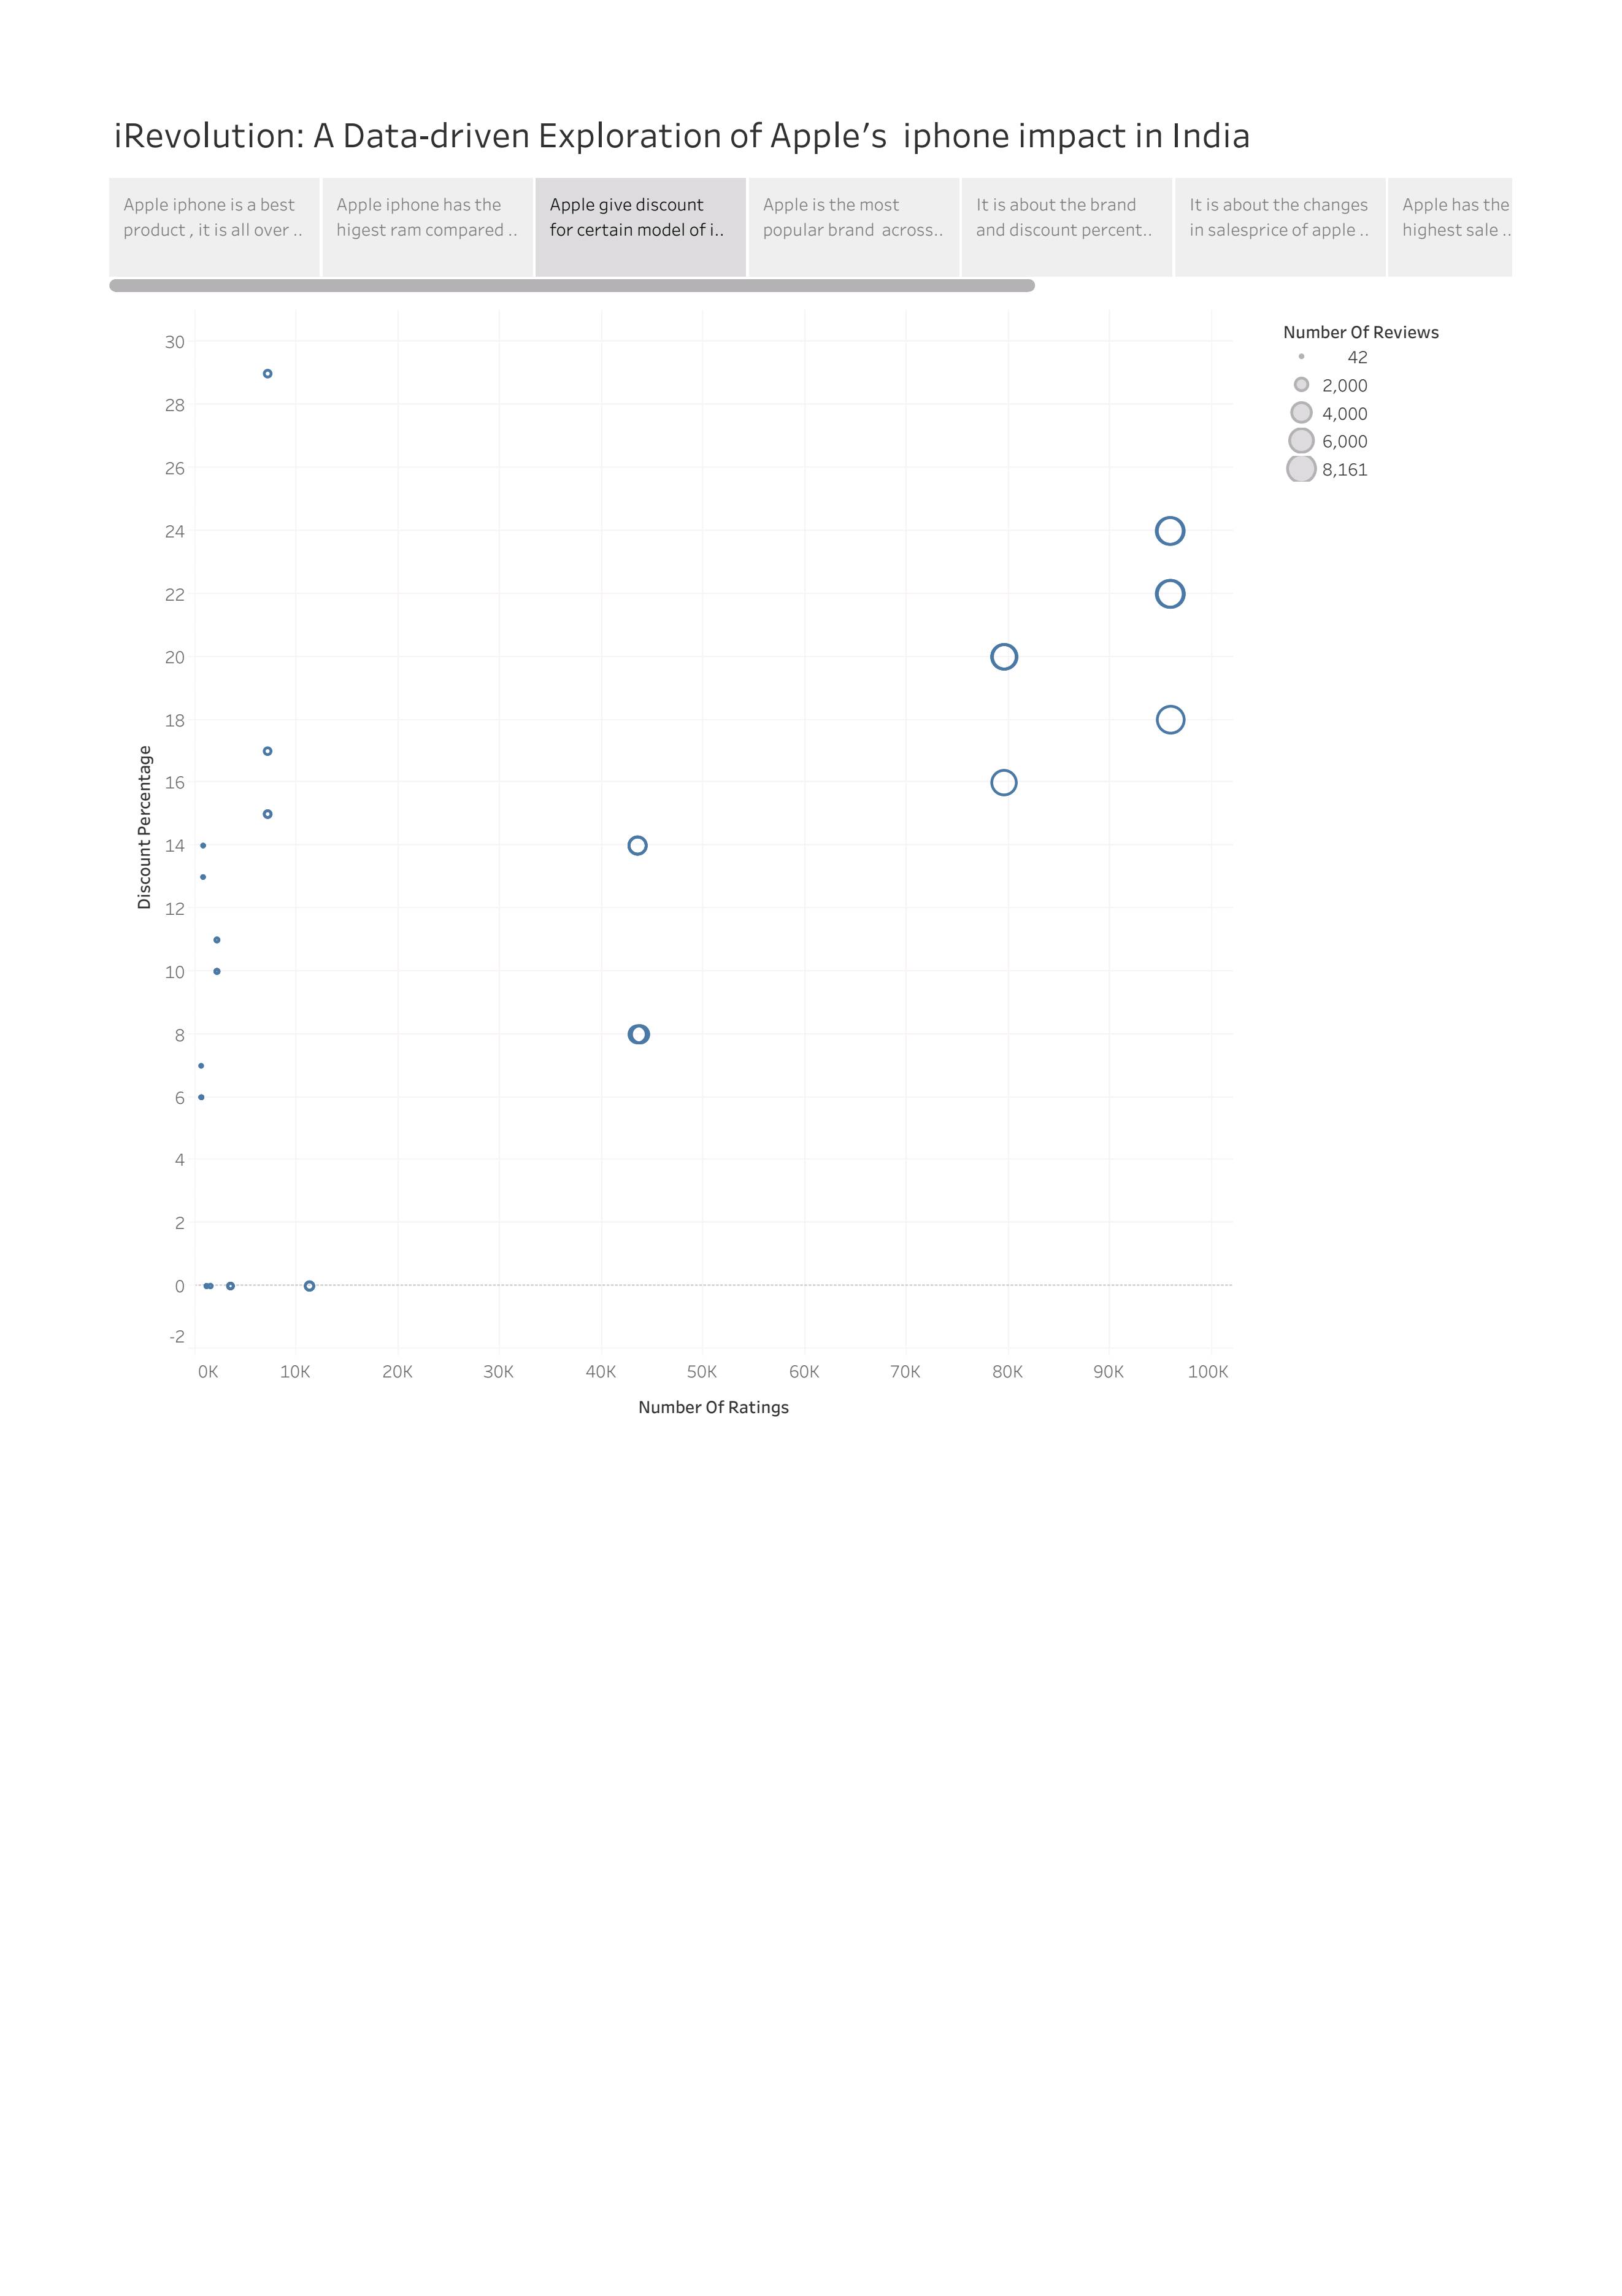 iRevolution: A Data-driven Exploration of Apple's  iphone impact in India
Apple iphone is a best
product , it is all over ..
Apple iphone has the
higest ram compared ..
Apple give discount
for certain model of i..
Apple is the most
popular brand  across..
It is about the brand
and discount percent..
It is about the changes
in salesprice of apple ..
Apple has the
highest sale ..
Number Of Reviews
42
2,000
4,000
6,000
8,161
Discount Percentage
30
28
26
24
22
20
18
16
14
12
10
8
6
4
2
0
-2
0K
10K
20K
30K
40K
50K
60K
70K
80K
90K
100K
Number Of Ratings